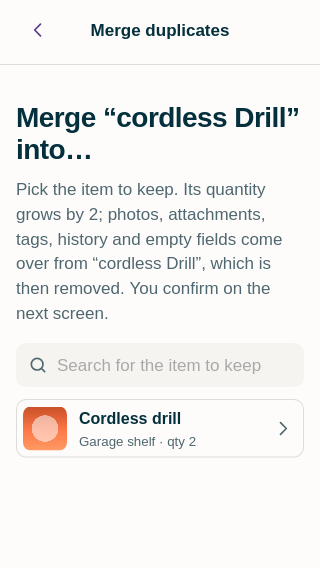 Merge duplicates
Merge “cordless Drill”
into…
Pick the item to keep. Its quantity
grows by 2; photos, attachments,
tags, history and empty fields come
over from “cordless Drill”, which is
then removed. You confirm on the
next screen.
Search for the item to keep
Cordless drill
Garage shelf · qty 2